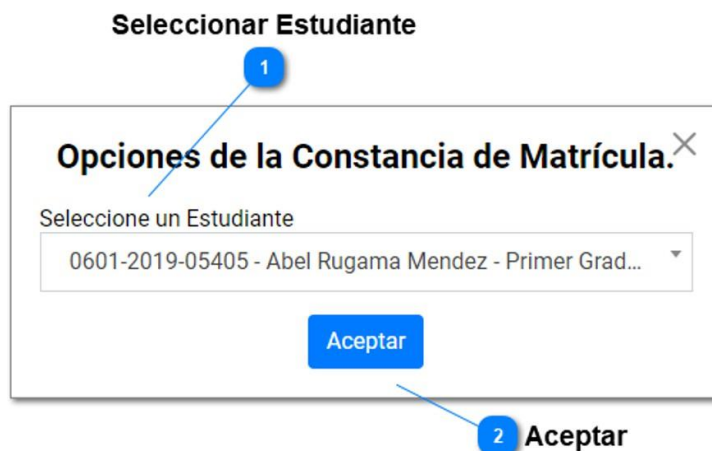 Seleccionar Estudiante
1
Opciones de la Constancia de Matrícula.
Seleccione un Estudiante
0601-2019-05405 - Abel Rugama Mendez - Primer Grad...
Aceptar
2 Aceptar